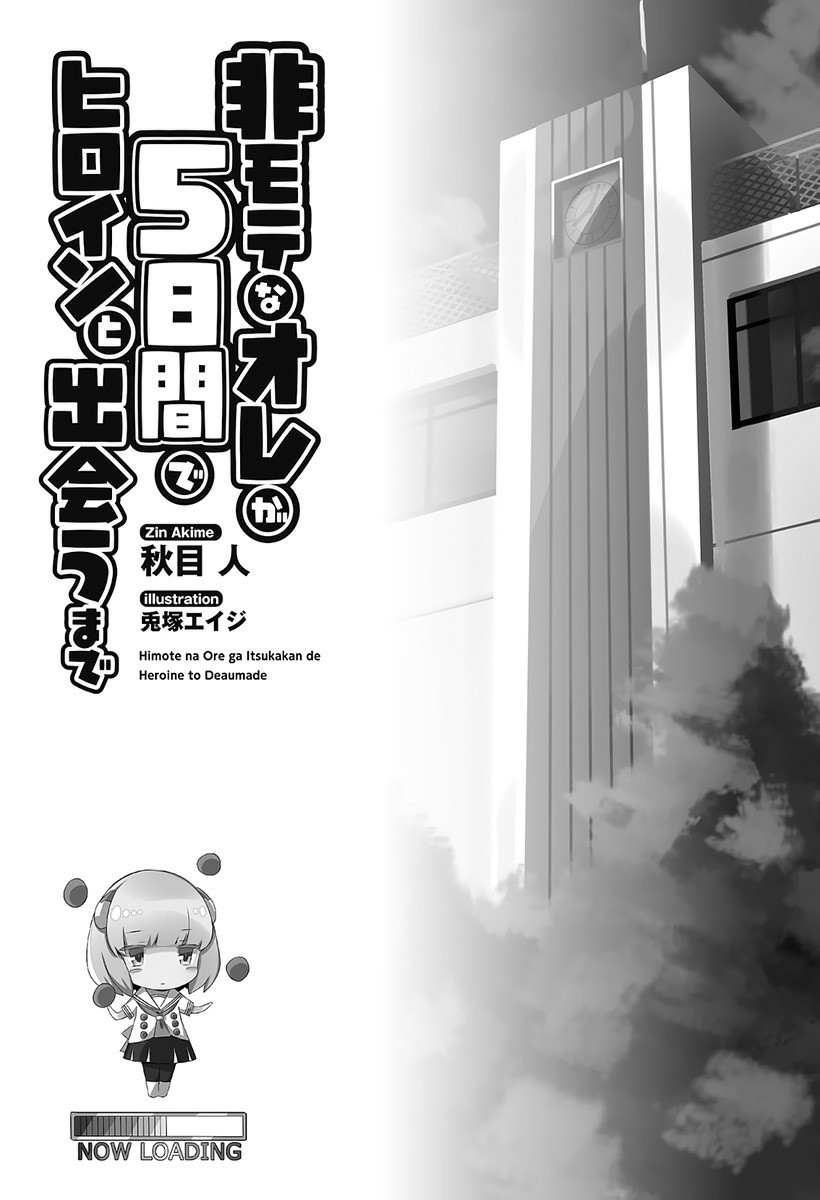 非モテなオレが
5日間で
ヒロインと出会うまで
Zin Akime
秋目 人
illustration
兎塚エイジ
Himote na Ore ga Itsukakan de
Heroine to Deaumade
NOW LOADING